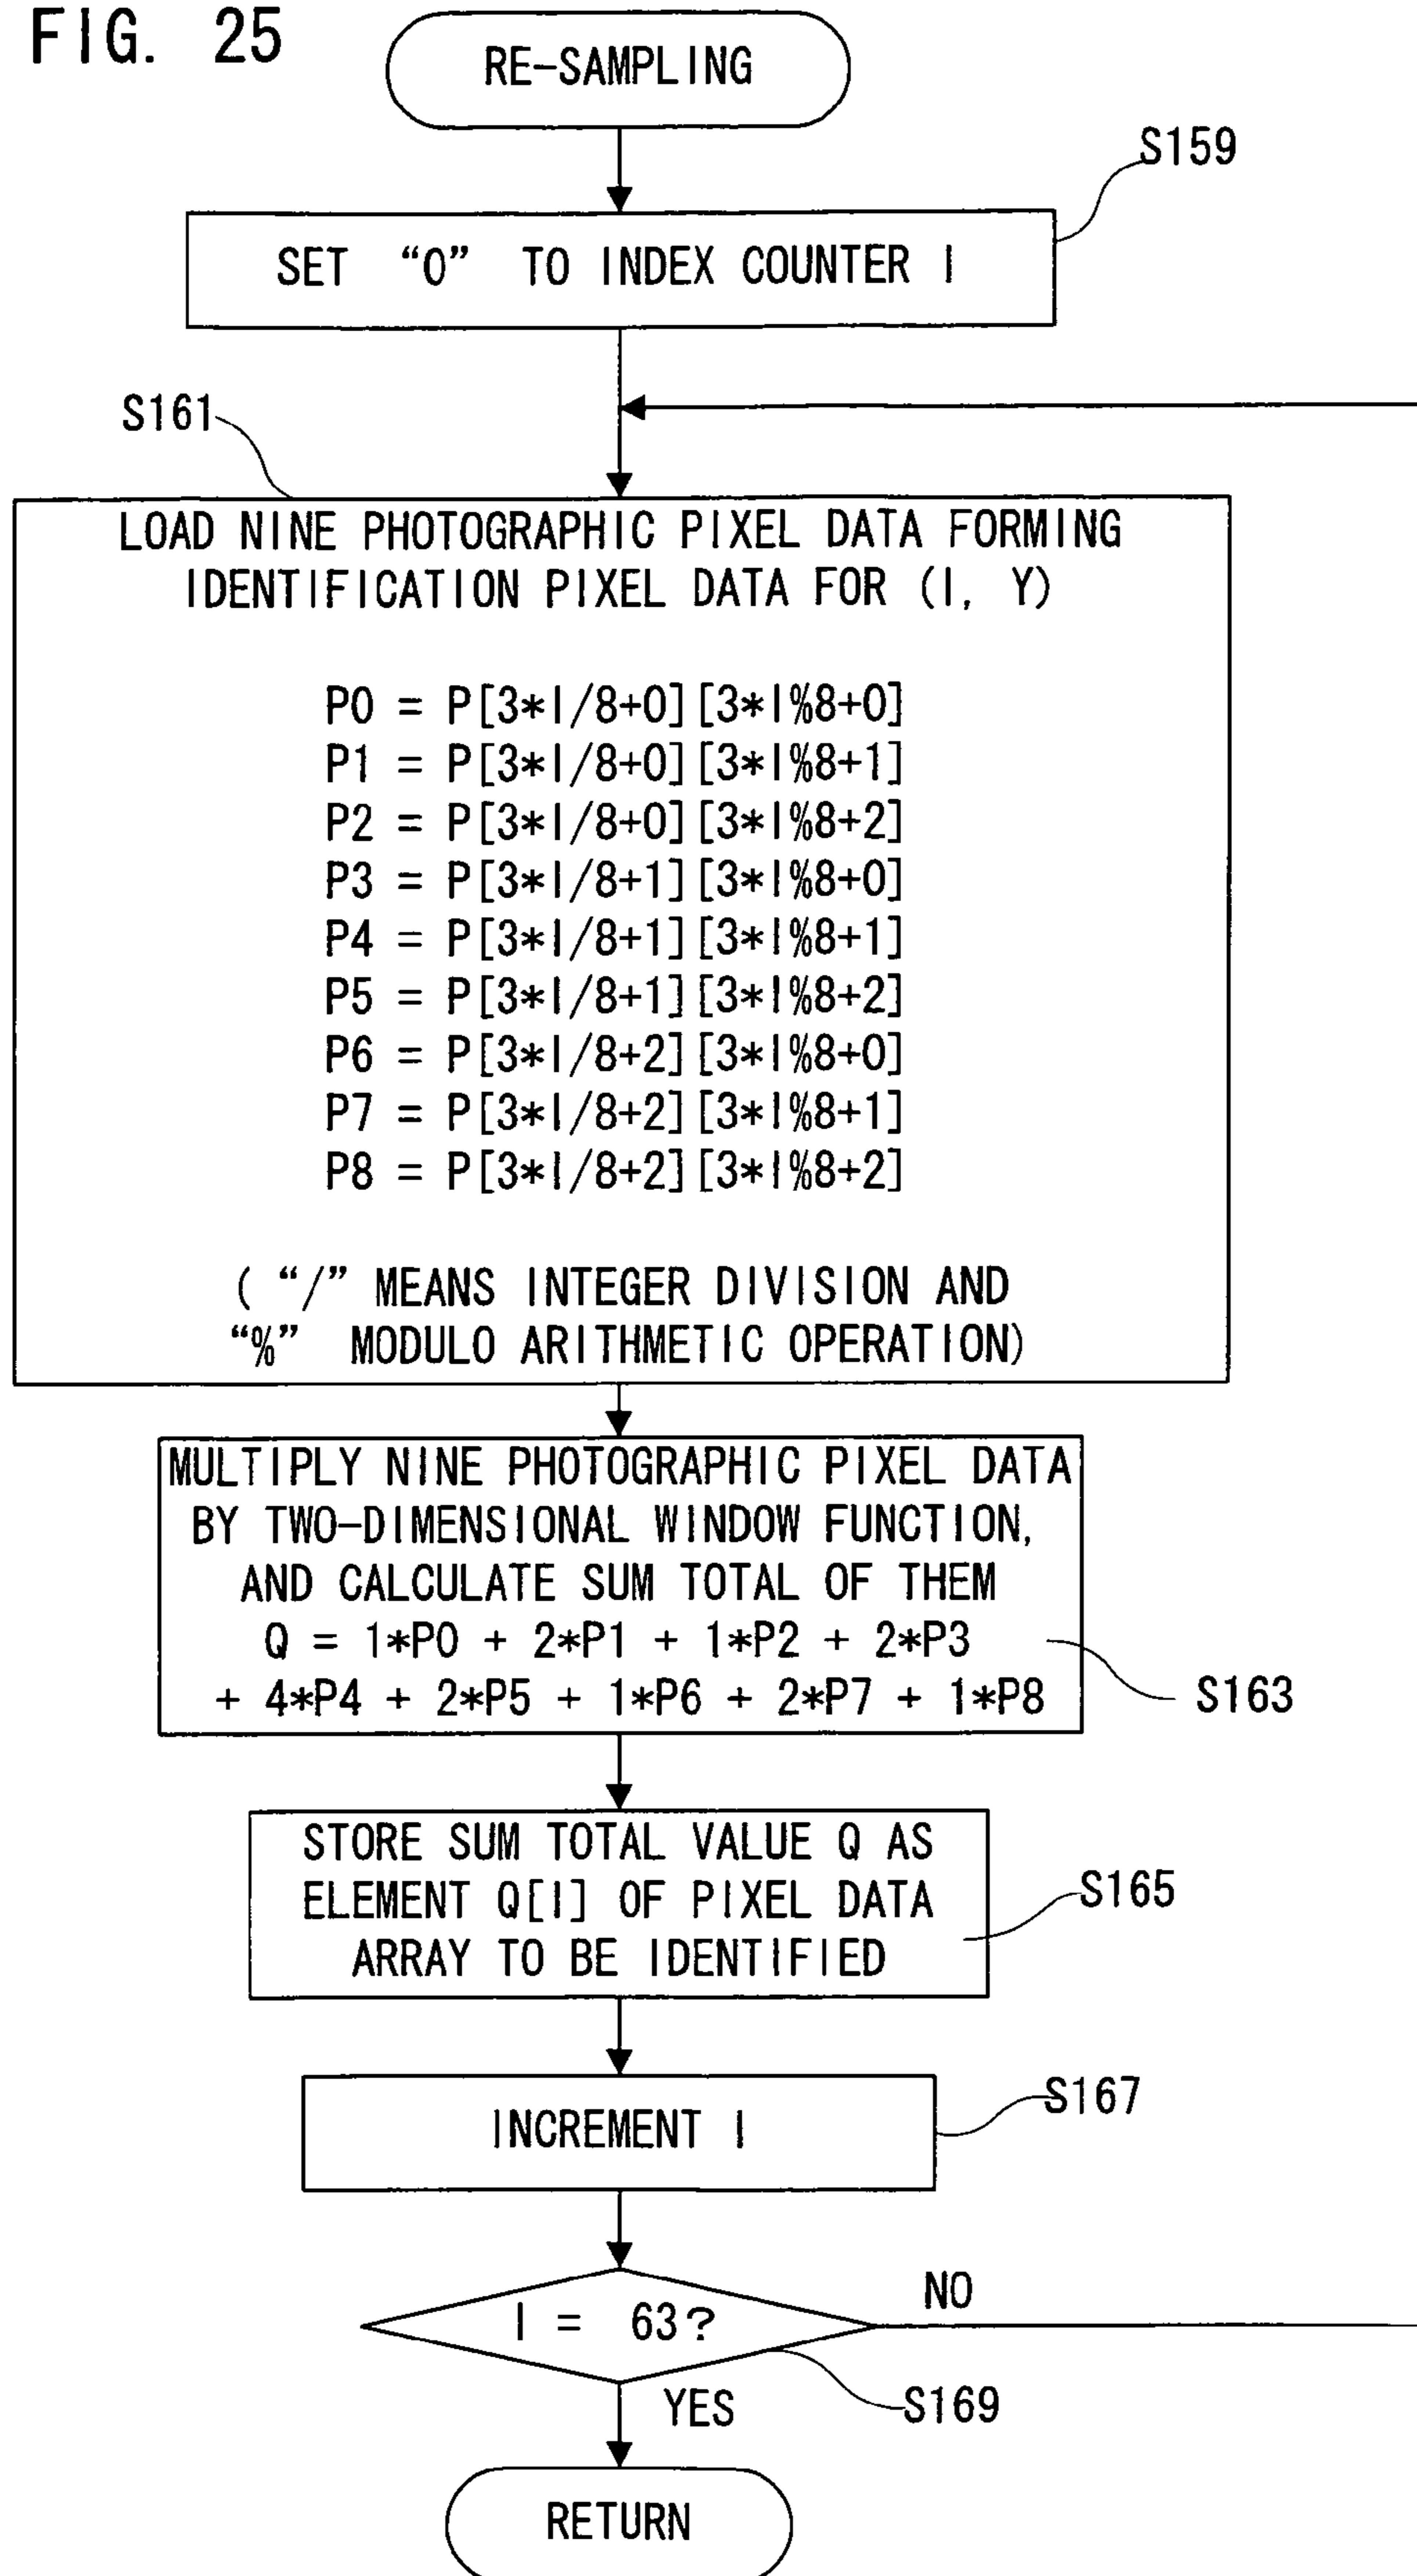 FIG. 25
RE-SAMPLING
S159
SET “0” TO INDEX COUNTER I
S161
LOAD NINE PHOTOGRAPHIC PIXEL DATA FORMING
IDENTIFICATION PIXEL DATA FOR (I, Y)
P0 = P[3*I/8+0][3*I%8+0]
P1 = P[3*I/8+0][3*I%8+1]
P2 = P[3*I/8+0][3*I%8+2]
P3 = P[3*I/8+1][3*I%8+0]
P4 = P[3*I/8+1][3*I%8+1]
P5 = P[3*I/8+1][3*I%8+2]
P6 = P[3*I/8+2][3*I%8+0]
P7 = P[3*I/8+2][3*I%8+1]
P8 = P[3*I/8+2][3*I%8+2]
( “/” MEANS INTEGER DIVISION AND
“%” MODULO ARITHMETIC OPERATION)
MULTIPLY NINE PHOTOGRAPHIC PIXEL DATA
BY TWO-DIMENSIONAL WINDOW FUNCTION,
AND CALCULATE SUM TOTAL OF THEM
Q = 1*P0 + 2*P1 + 1*P2 + 2*P3
+ 4*P4 + 2*P5 + 1*P6 + 2*P7 + 1*P8
S163
STORE SUM TOTAL VALUE Q AS
ELEMENT Q[I] OF PIXEL DATA
ARRAY TO BE IDENTIFIED
S165
INCREMENT I
S167
I = 63?
NO
S169
YES
RETURN